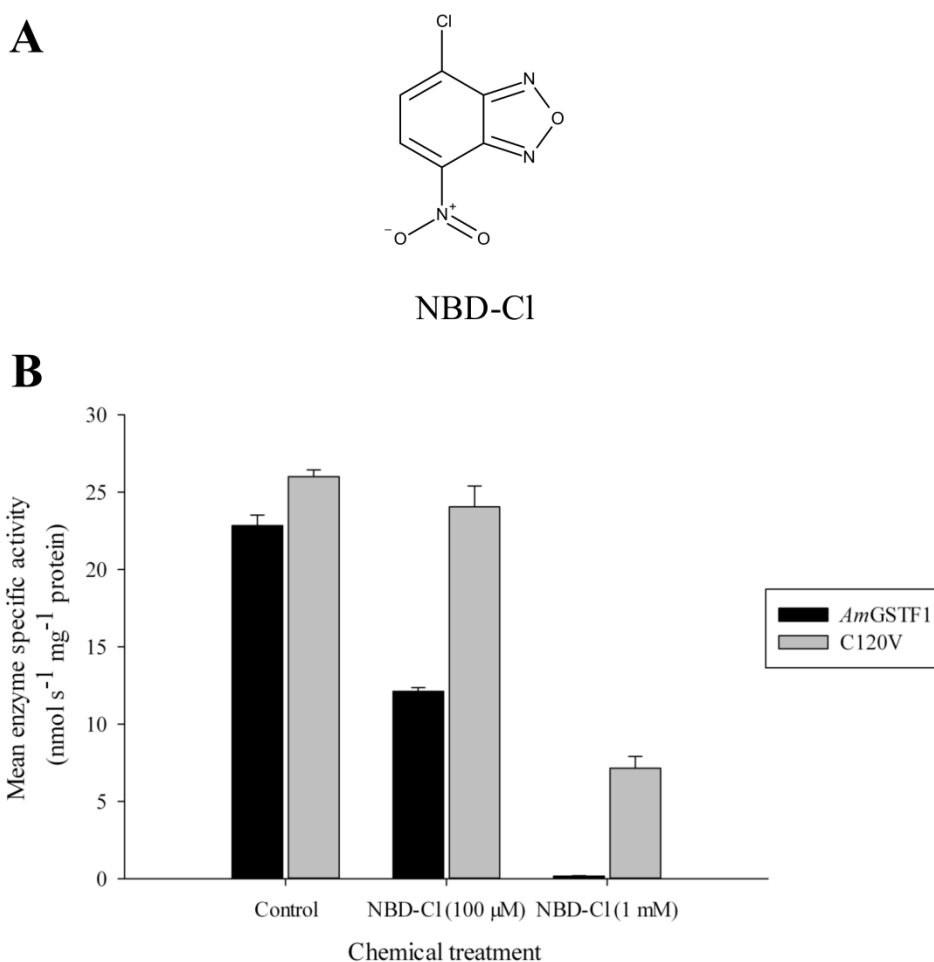 A
Cl
N
O
N
N+
-O
O
NBD-Cl
B
Mean enzyme specific activity
(nmol s-1 mg-1 protein)
30
25
20
15
10
5
0
AmGSTF1
C120V
Control NBD-Cl (100 μM) NBD-Cl (1 mM)
Chemical treatment